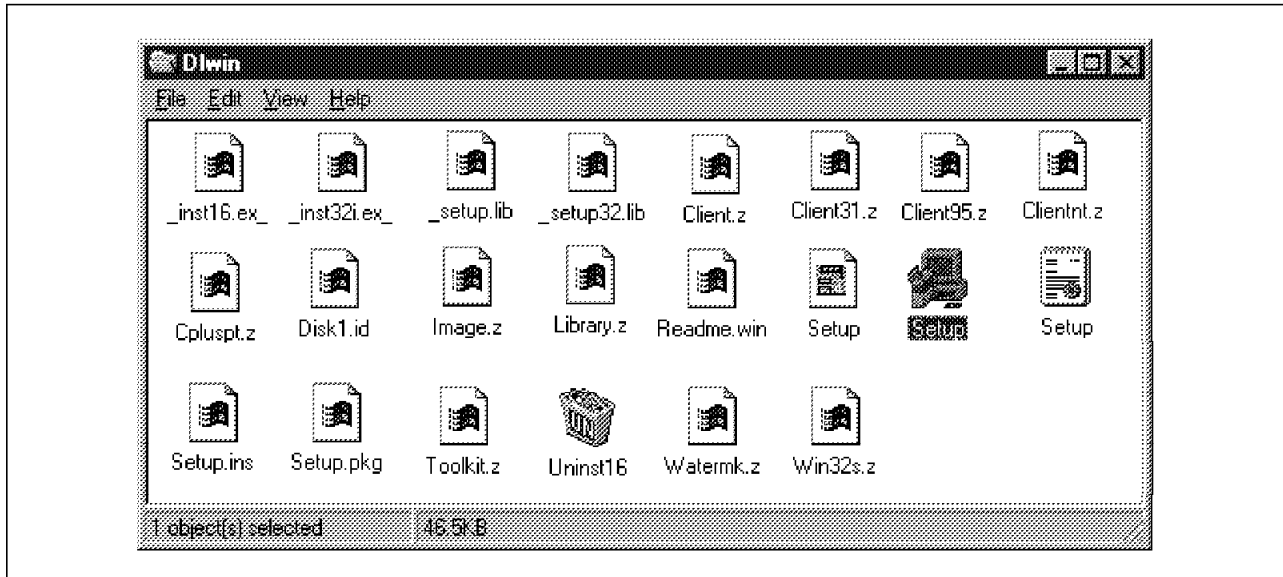 DIwin
File Edit View Help
_inst16.ex_ _inst32i.ex_ _setup.lib _setup32.lib Client.z Client31.z Client95.z Clientnt.z
Cpluspt.z Disk1.id Image.z Library.z Readme.win Setup Setup Setup
Setup.ins Setup.pkg Toolkit.z Uninst16 Watermk.z Win32s.z
1 object(s) selected 46.5KB